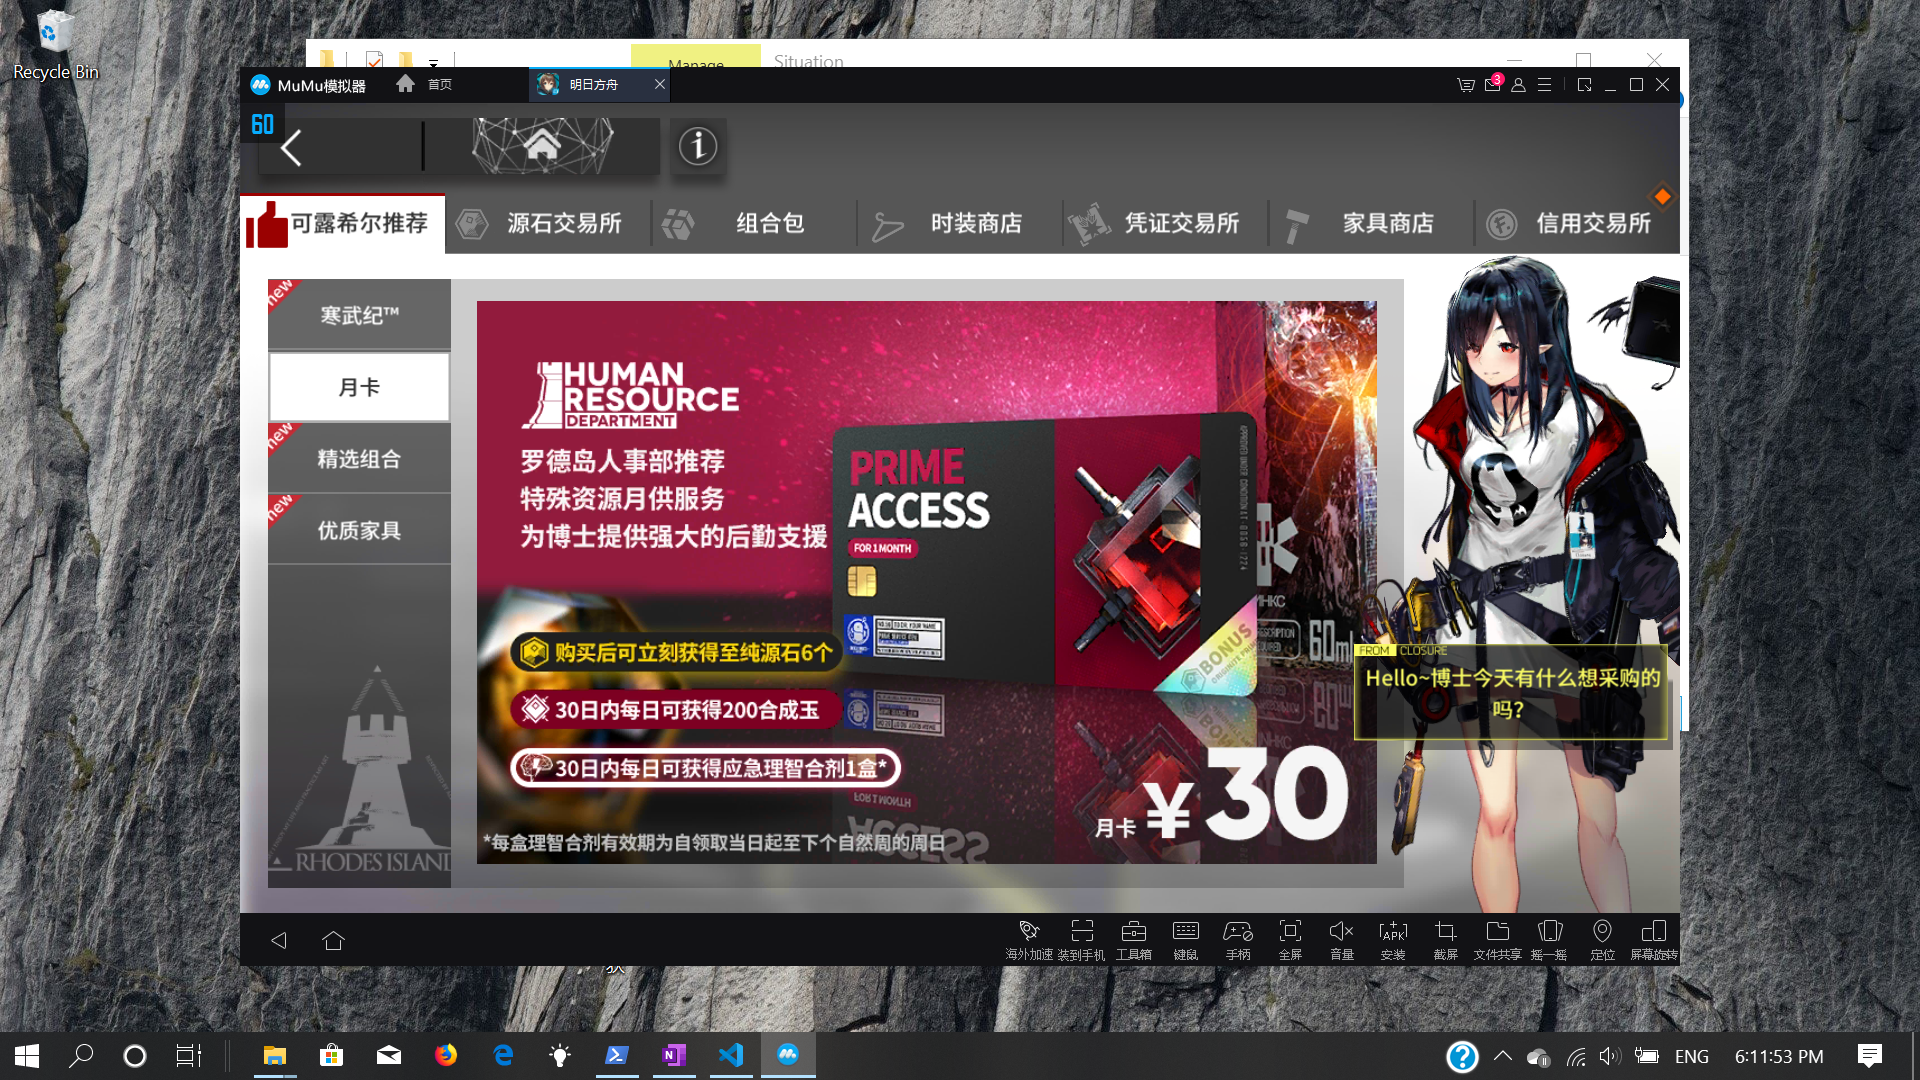 Recycle Bin
Manage
Situation
MuMu模拟器
首页
明日方舟
3
60
可露希尔推荐
源石交易所
组合包
时装商店
凭证交易所
家具商店
信用交易所
new
寒武纪™
月卡
new
精选组合
new
优质家具
RHODES ISLAND
HUMAN
RESOURCE
DEPARTMENT
罗德岛人事部推荐
特殊资源月供服务
为博士提供强大的后勤支援
PRIME
ACCESS
FOR 1 MONTH
BONUS
60ml
购买后可立刻获得至纯源石6个
30日内每日可获得200合成玉
30日内每日可获得应急理智合剂1盒*
*每盒理智合剂有效期为自领取当日起至下个自然周的周日
月卡 ¥30
FROM CLOSURE
Hello~博士今天有什么想采购的
吗?
海外加速
装到手机
工具箱
键鼠
手柄
全屏
音量
APK
安装
截屏
文件共享
摇一摇
定位
屏幕旋转
ENG
6:11:53 PM